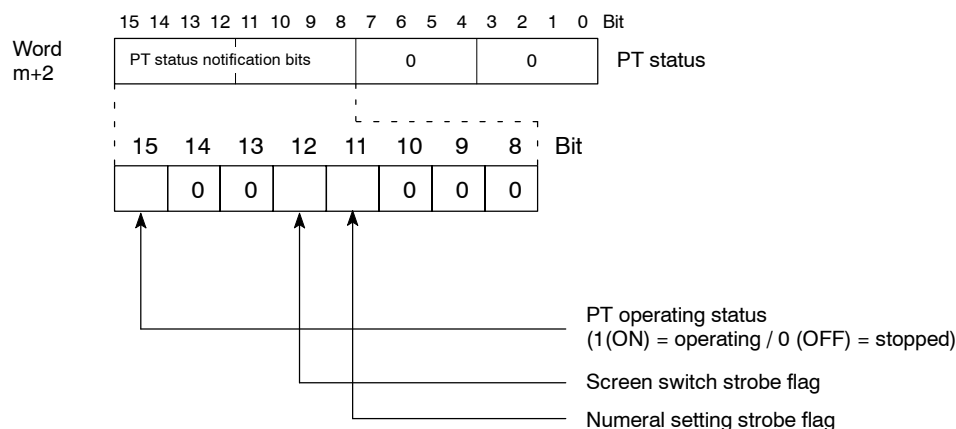 15 14 13 12 11 10 9 8 7 6 5 4 3 2 1 0 Bit
Word
m+2
PT status notification bits 0 0 PT status
15 14 13 12 11 10 9 8 Bit
0 0 0 0 0
PT operating status
(1(ON) = operating / 0 (OFF) = stopped)
Screen switch strobe flag
Numeral setting strobe flag